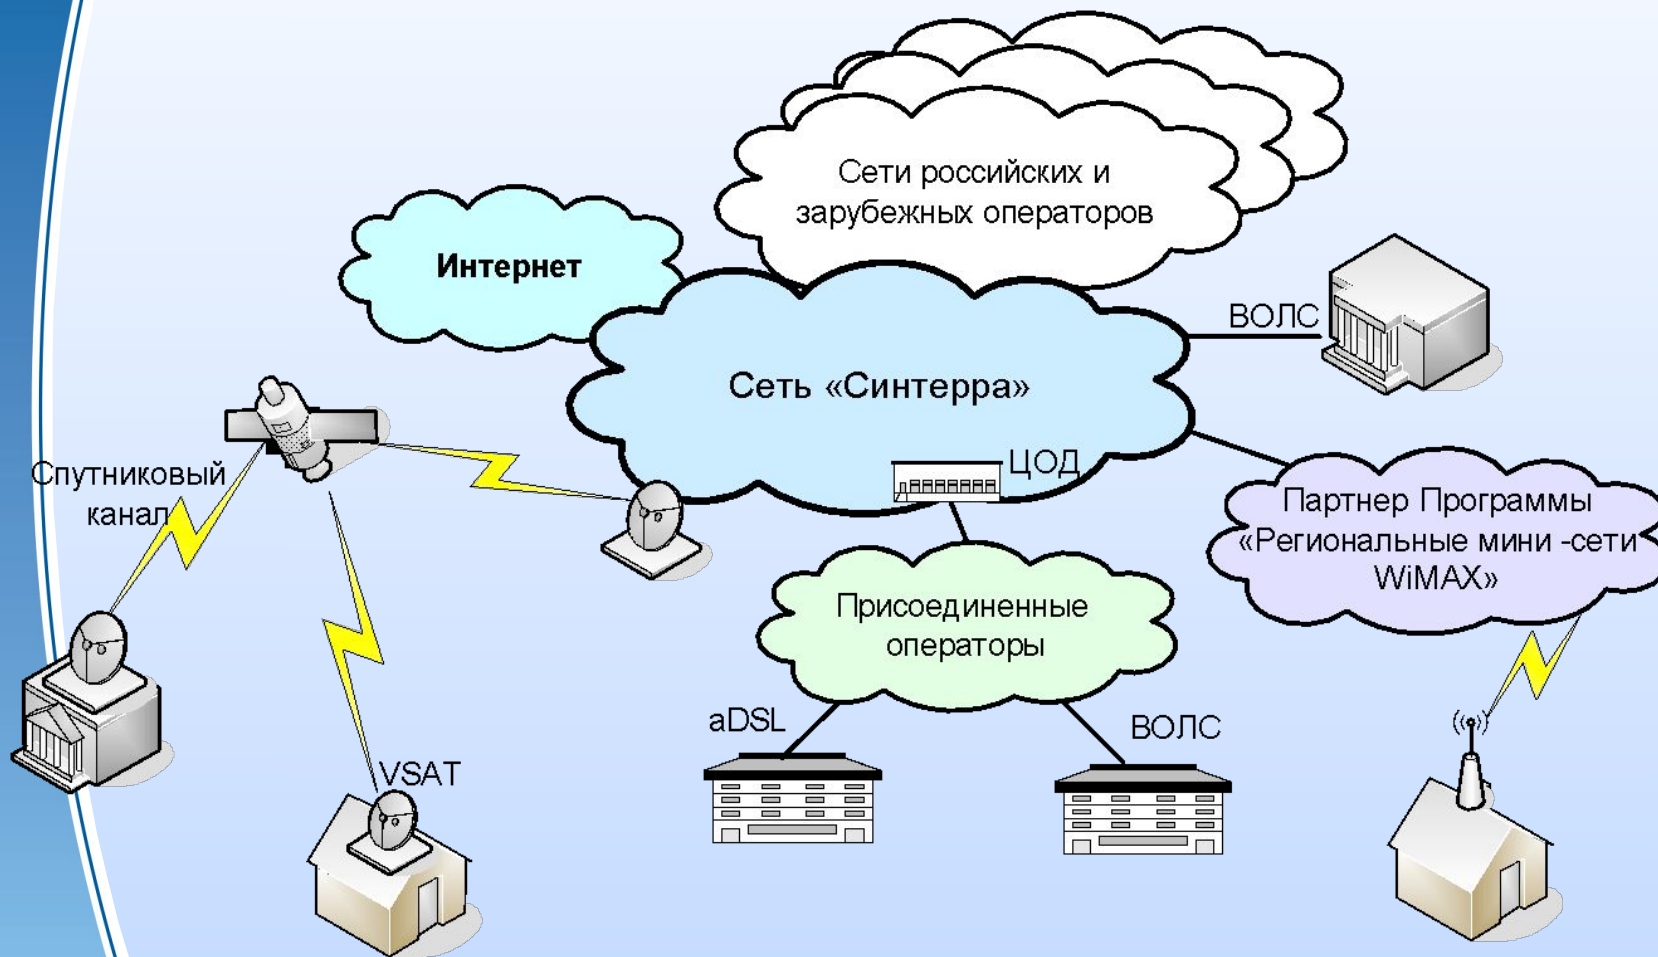 Сети российских и
зарубежных операторов
Интернет
ВОЛС
Сеть «Синтерра»
ЦОД
Спутниковый
канал
Партнер Программы
«Региональные мини -сети
WiMAX»
Присоединенные
операторы
aDSL
ВОЛС
VSAT